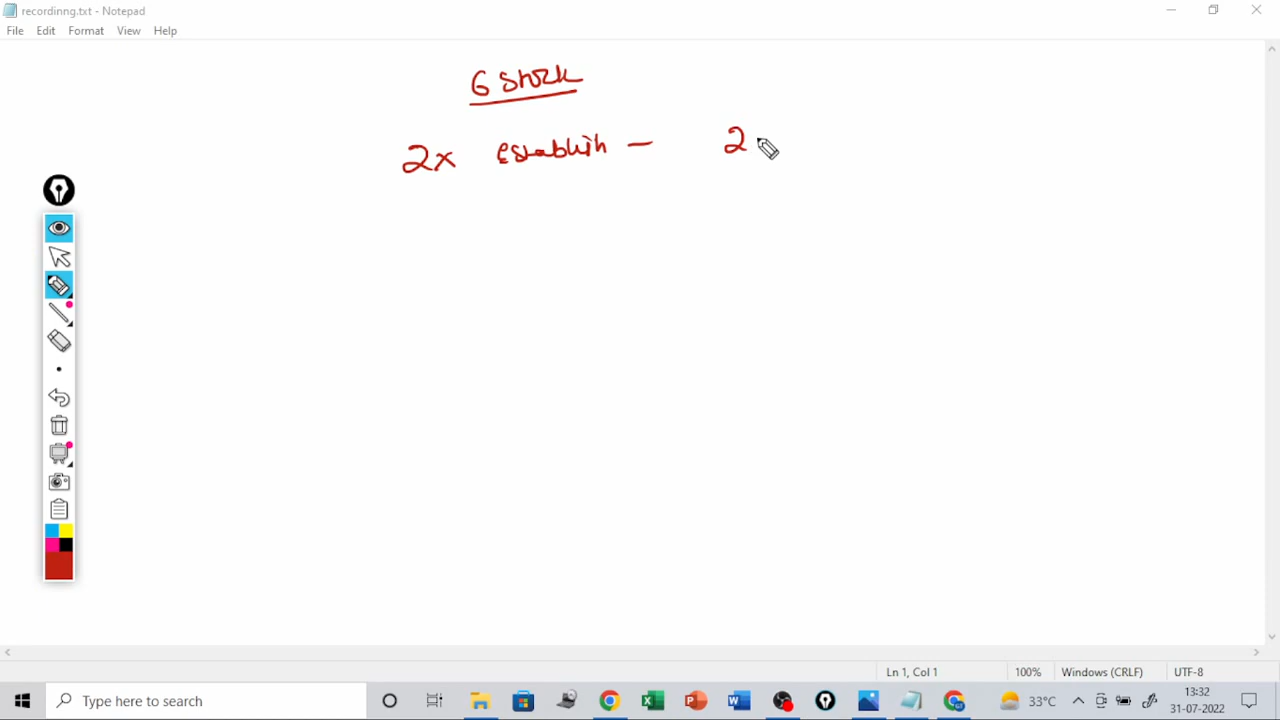 recordinng.txt - Notepad
File Edit Format View Help
6 Stock
2x establish - 2
Ln 1, Col 1 100% Windows (CRLF) UTF-8
Type here to search
33°C
13:32
31-07-2022